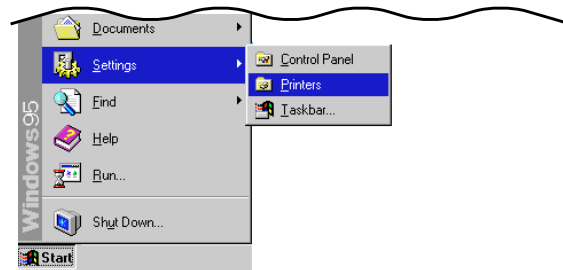 Documents
Settings
Control Panel
Printers
Taskbar...
Find
Help
Run...
Shut Down...
Windows95
Start